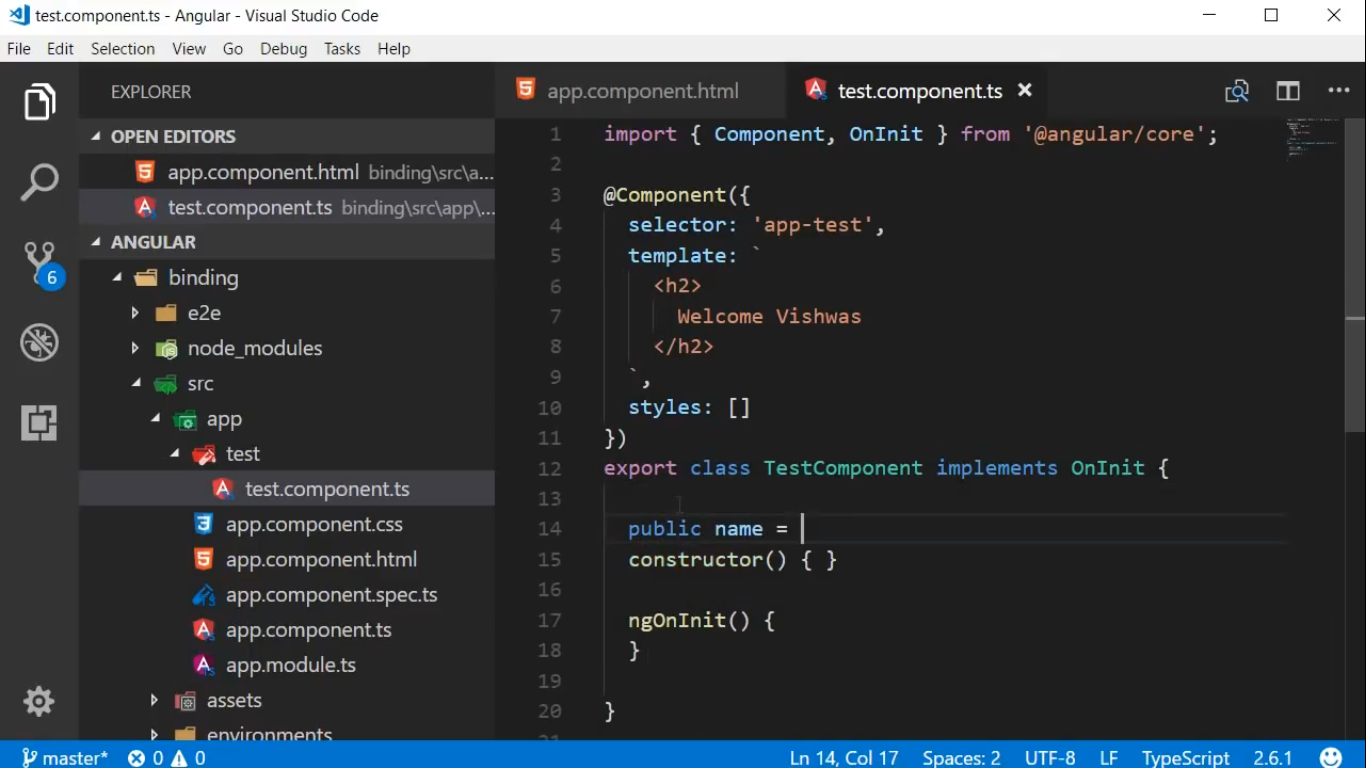 test.component.ts - Angular - Visual Studio Code
File Edit Selection View Go Debug Tasks Help
EXPLORER
OPEN EDITORS
app.component.html binding\src\a...
test.component.ts binding\src\app\...
ANGULAR
binding
e2e
node_modules
src
app
test
test.component.ts
app.component.css
app.component.html
app.component.spec.ts
app.component.ts
app.module.ts
assets
environments
app.component.html test.component.ts
1 import { Component, OnInit } from '@angular/core';
2
3 @Component({
4 selector: 'app-test',
5 template: `
6 <h2>
7 Welcome Vishwas
8 </h2>
9 `,
10 styles: []
11 })
12 export class TestComponent implements OnInit {
13
14 public name =
15 constructor() { }
16
17 ngOnInit() {
18 }
19
20 }
21
6
master* 0 0 Ln 14, Col 17 Spaces: 2 UTF-8 LF TypeScript 2.6.1